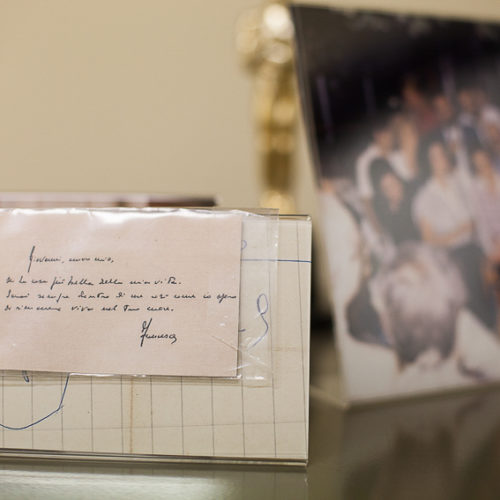 Giovanni, amore mio,
sei la cosa più bella della mia vita.
Sarai sempre dentro di me così come io spero
di rimanere viva nel tuo cuore.
Francesca